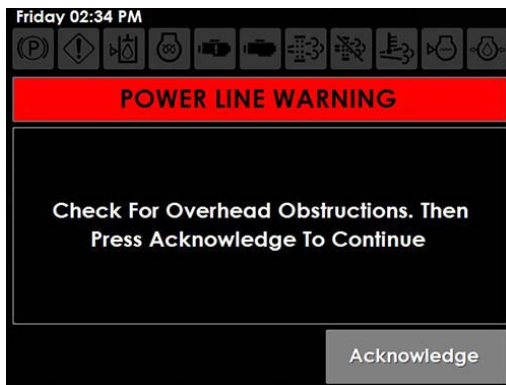 Friday 02:34 PM
(P)
POWER LINE WARNING
Check For Overhead Obstructions. Then
Press Acknowledge To Continue
Acknowledge